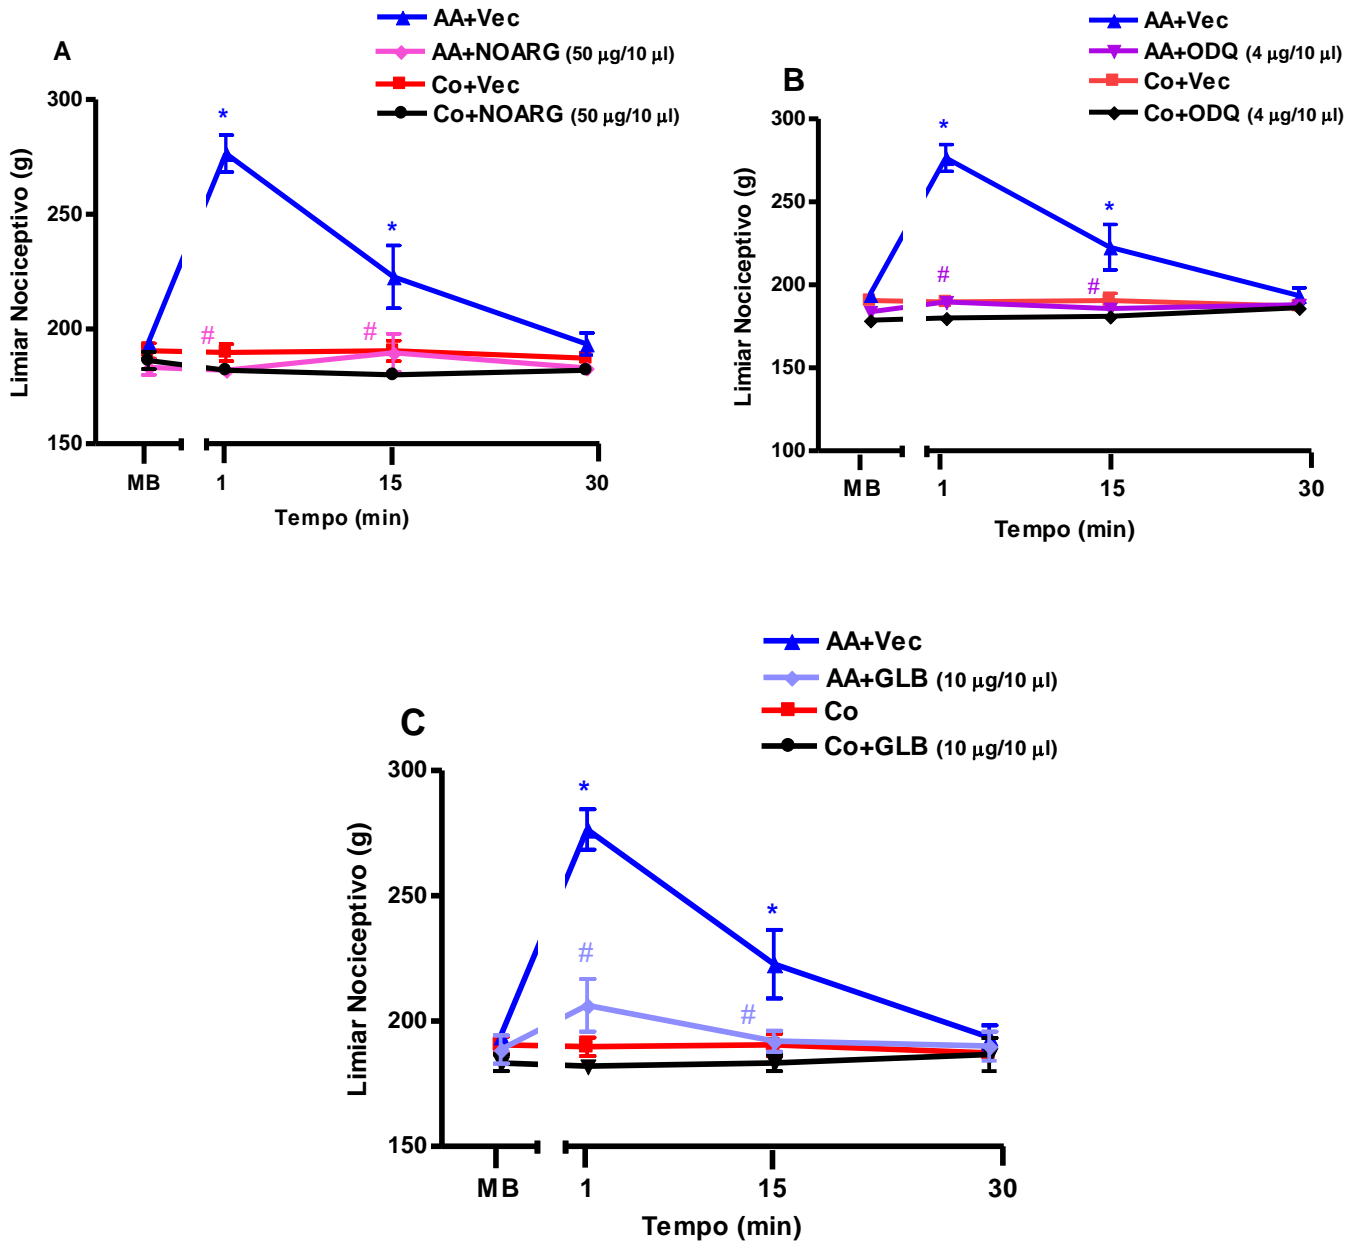 A
AA+Vec
AA+NOARG (50 µg/10 µl)
Co+Vec
Co+NOARG (50 µg/10 µl)
Limiar Nociceptivo (g)
300
*
250
*
200
#
#
150
MB
1
15
30
Tempo (min)
B
AA+Vec
AA+ODQ (4 µg/10 µl)
Co+Vec
Co+ODQ (4 µg/10 µl)
Limiar Nociceptivo (g)
300
*
250
*
#
#
200
150
100
MB
1
15
30
Tempo (min)
C
AA+Vec
AA+GLB (10 µg/10 µl)
Co
Co+GLB (10 µg/10 µl)
Limiar Nociceptivo (g)
300
*
250
*
#
#
200
150
MB
1
15
30
Tempo (min)